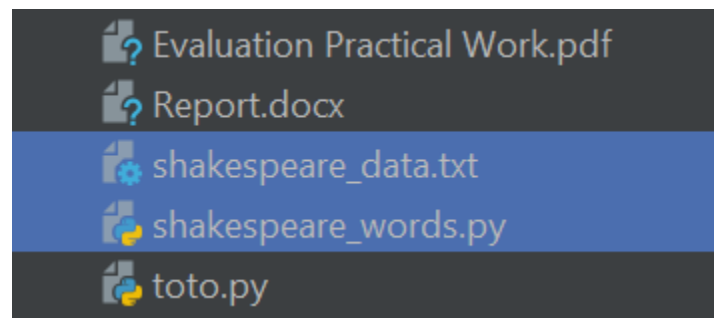 Evaluation Practical Work.pdf
Report.docx
shakespeare_data.txt
shakespeare_words.py
toto.py